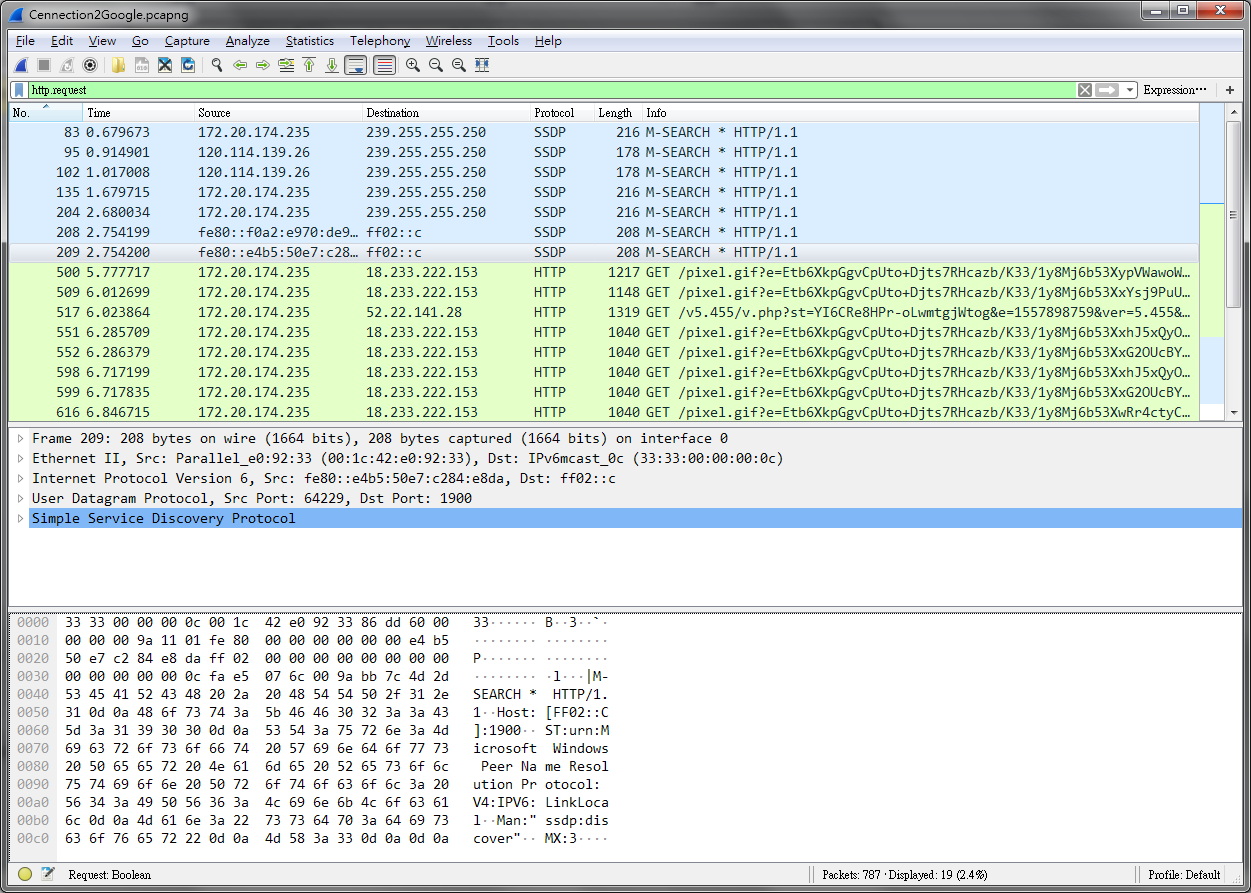 Cennection2Google.pcapng
File Edit View Go Capture Analyze Statistics Telephony Wireless Tools Help
http.request Expression… +
No. Time Source Destination Protocol Length Info
83 0.679673 172.20.174.235 239.255.255.250 SSDP 216 M-SEARCH * HTTP/1.1
95 0.914901 120.114.139.26 239.255.255.250 SSDP 178 M-SEARCH * HTTP/1.1
102 1.017008 120.114.139.26 239.255.255.250 SSDP 178 M-SEARCH * HTTP/1.1
135 1.679715 172.20.174.235 239.255.255.250 SSDP 216 M-SEARCH * HTTP/1.1
204 2.680034 172.20.174.235 239.255.255.250 SSDP 216 M-SEARCH * HTTP/1.1
208 2.754199 fe80::f0a2:e970:de9… ff02::c SSDP 208 M-SEARCH * HTTP/1.1
209 2.754200 fe80::e4b5:50e7:c28… ff02::c SSDP 208 M-SEARCH * HTTP/1.1
500 5.777717 172.20.174.235 18.233.222.153 HTTP 1217 GET /pixel.gif?e=Etb6XkpGgvCpUto+Djts7RHcazb/K33/1y8Mj6b53XypVWawoW…
509 6.012699 172.20.174.235 18.233.222.153 HTTP 1148 GET /pixel.gif?e=Etb6XkpGgvCpUto+Djts7RHcazb/K33/1y8Mj6b53XxYsj9PuU…
517 6.023864 172.20.174.235 52.22.141.28 HTTP 1319 GET /v5.455/v.php?st=YI6CRe8HPr-oLwmtgjWtog&e=1557898759&ver=5.455&…
551 6.285709 172.20.174.235 18.233.222.153 HTTP 1040 GET /pixel.gif?e=Etb6XkpGgvCpUto+Djts7RHcazb/K33/1y8Mj6b53XxhJ5xQyO…
552 6.286379 172.20.174.235 18.233.222.153 HTTP 1040 GET /pixel.gif?e=Etb6XkpGgvCpUto+Djts7RHcazb/K33/1y8Mj6b53XxG2OUcBY…
598 6.717199 172.20.174.235 18.233.222.153 HTTP 1040 GET /pixel.gif?e=Etb6XkpGgvCpUto+Djts7RHcazb/K33/1y8Mj6b53XxhJ5xQyO…
599 6.717835 172.20.174.235 18.233.222.153 HTTP 1040 GET /pixel.gif?e=Etb6XkpGgvCpUto+Djts7RHcazb/K33/1y8Mj6b53XxG2OUcBY…
616 6.846715 172.20.174.235 18.233.222.153 HTTP 1040 GET /pixel.gif?e=Etb6XkpGgvCpUto+Djts7RHcazb/K33/1y8Mj6b53XwRr4ctyC…
Frame 209: 208 bytes on wire (1664 bits), 208 bytes captured (1664 bits) on interface 0
Ethernet II, Src: Parallel_e0:92:33 (00:1c:42:e0:92:33), Dst: IPv6mcast_0c (33:33:00:00:00:0c)
Internet Protocol Version 6, Src: fe80::e4b5:50e7:c284:e8da, Dst: ff02::c
User Datagram Protocol, Src Port: 64229, Dst Port: 1900
Simple Service Discovery Protocol
0000 33 33 00 00 00 0c 00 1c 42 e0 92 33 86 dd 60 00 33······ B··3··`·
0010 00 00 00 9a 11 01 fe 80 00 00 00 00 00 00 e4 b5 ········ ········
0020 50 e7 c2 84 e8 da ff 02 00 00 00 00 00 00 00 00 P······· ········
0030 00 00 00 00 00 0c fa e5 07 6c 00 9a bb 7c 4d 2d ········ ·l···|M-
0040 53 45 41 52 43 48 20 2a 20 48 54 54 50 2f 31 2e SEARCH * HTTP/1.
0050 31 0d 0a 48 6f 73 74 3a 5b 46 46 30 32 3a 3a 43 1··Host: [FF02::C
0060 5d 3a 31 39 30 30 0d 0a 53 54 3a 75 72 6e 3a 4d ]:1900·· ST:urn:M
0070 69 63 72 6f 73 6f 66 74 20 57 69 6e 64 6f 77 73 icrosoft Windows
0080 20 50 65 65 72 20 4e 61 6d 65 20 52 65 73 6f 6c Peer Na me Resol
0090 75 74 69 6f 6e 20 50 72 6f 74 6f 63 6f 6c 3a 20 ution Pr otocol:
00a0 56 34 3a 49 50 56 36 3a 4c 69 6e 6b 4c 6f 63 61 V4:IPV6: LinkLoca
00b0 6c 0d 0a 4d 61 6e 3a 22 73 73 64 70 3a 64 69 73 l··Man:" ssdp:dis
00c0 63 6f 76 65 72 22 0d 0a 4d 58 3a 33 0d 0a 0d 0a cover"·· MX:3····
Request: Boolean Packets: 787 · Displayed: 19 (2.4%) Profile: Default